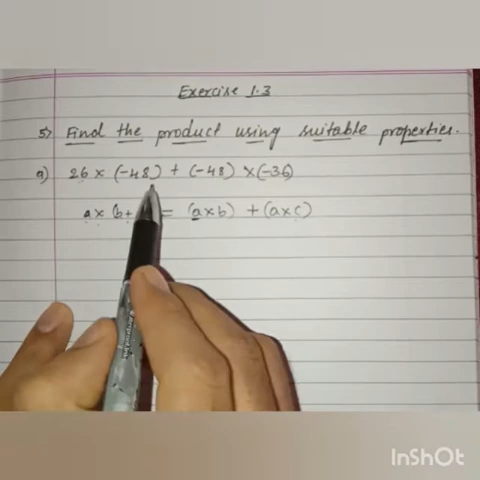 Exercise 1.3
5) Find the product using suitable properties.
a) 26 × (-48) + (-48) × (-36)
a × (b+ = (a×b) + (a×c)
InShOt